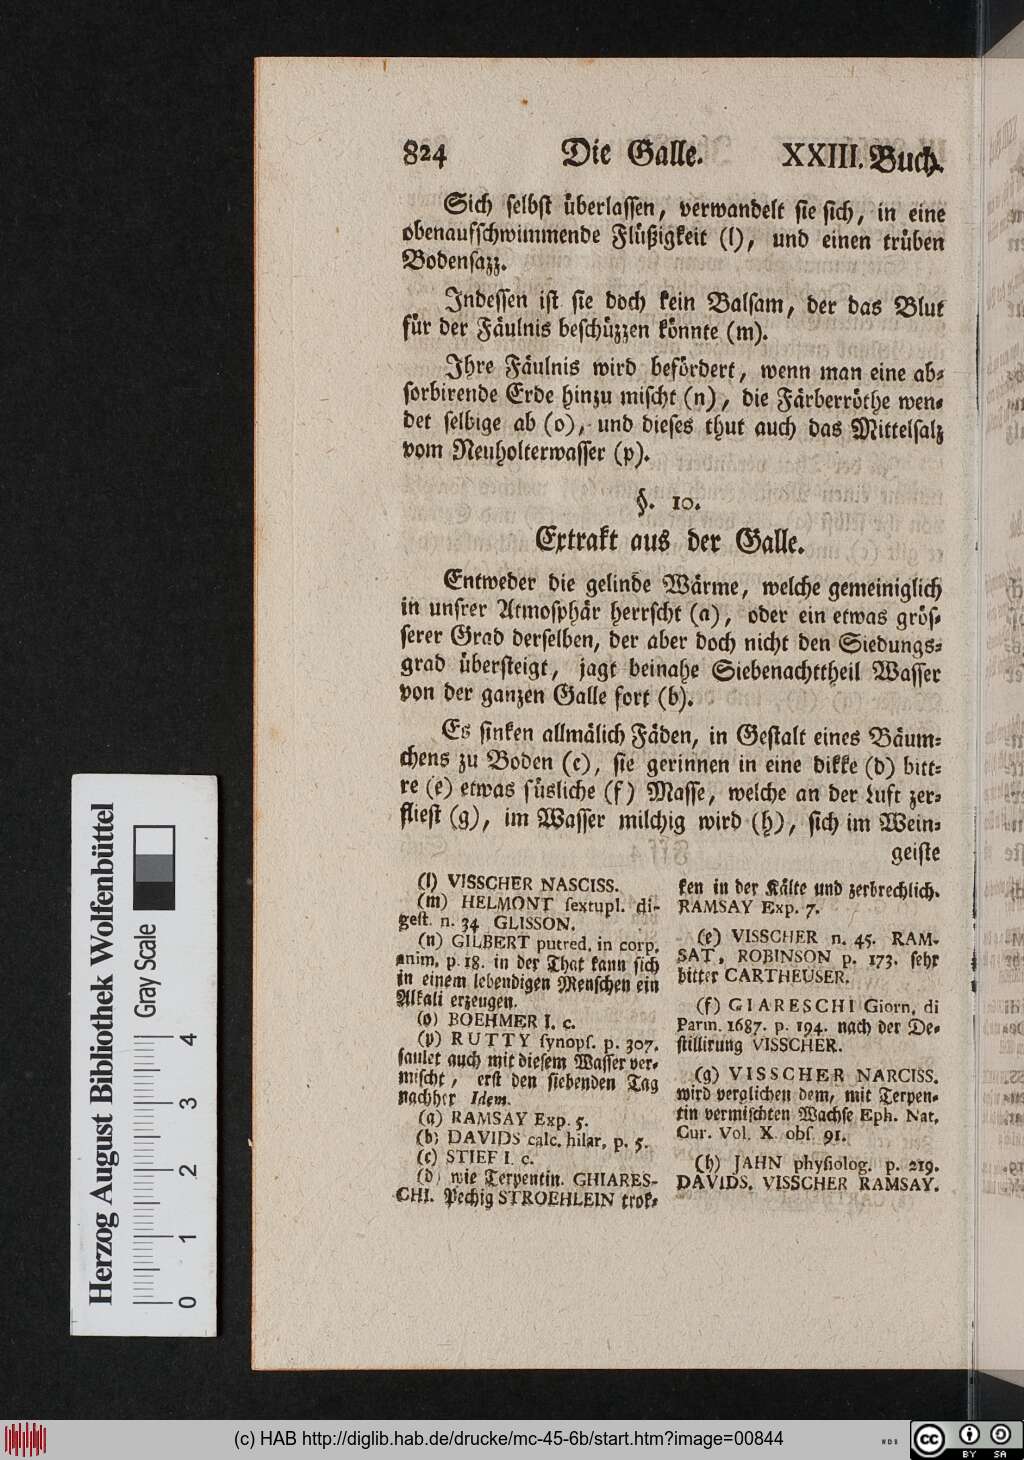 824 Die Galle. XXIII. Buch.
Sich selbst überlassen, verwandelt sie sich, in eine
obenaufschwimmende Flüßigkeit (l), und einen trüben
Bodensazz.
Indessen ist sie doch kein Balsam, der das Blut
für der Fäulnis beschüzzen könnte (m).
Ihre Fäulnis wird befördert, wenn man eine ab-
sorbirende Erde hinzu mischt (n), die Färberröthe wen-
det selbige ab (o), und dieses thut auch das Mittelsalz
vom Neuholterwasser (p).
§. 10.
Extrakt aus der Galle.
Entweder die gelinde Wärme, welche gemeiniglich
in unsrer Atmosphär herrscht (a), oder ein etwas grös-
serer Grad derselben, der aber doch nicht den Siedungs-
grad übersteigt, jagt beinahe Siebenachttheil Wasser
von der ganzen Galle fort (b).
Es sinken allmälich Fäden, in Gestalt eines Bäum-
chens zu Boden (c), sie gerinnen in eine dikke (d) bitt-
re (e) etwas süsliche (f) Masse, welche an der Luft zer-
fliest (g), im Wasser milchig wird (h), sich im Wein-
geiste
(l) VISSCHER NASCISS.
(m) HELMONT sextupl. di-
gest. n. 34 GLISSON.
(n) GILBERT putred. in corp.
anim. p. 18. in der That kann sich
in einem lebendigen Menschen ein
Alkali erzeugen.
(o) BOEHMER I. c.
(p) RUTTY synops. p. 307.
faulet auch mit diesem Wasser ver-
mischt, erst den siebenden Tag
nachher Idem.
(a) RAMSAY Exp. 5.
(b) DAVIDS calc. hilar. p. 5.
(c) STIEF I. c.
(d) wie Terpentin. GHIARES-
CHI. Pechig STROEHLEIN trok-
ken in der Kälte und zerbrechlich.
RAMSAY Exp. 7.
(e) VISSCHER n. 45. RAM-
SAT, ROBINSON p. 173. sehr
bitter CARTHEUSER.
(f) GIARESCHI Giorn. di
Parm. 1687. p. 194. nach der De-
stillirung VISSCHER.
(g) VISSCHER NARCISS.
wird verglichen dem, mit Terpen-
tin vermischten Wachse Eph. Nat.
Cur. Vol. X. obs. 91.
(h) JAHN physiolog. p. 219.
DAVIDS. VISSCHER RAMSAY.
Herzog August Bibliothek Wolfenbüttel
Gray Scale
0 1 2 3 4
(c) HAB http://diglib.hab.de/drucke/mc-45-6b/start.htm?image=00844
WDB
cc BY SA